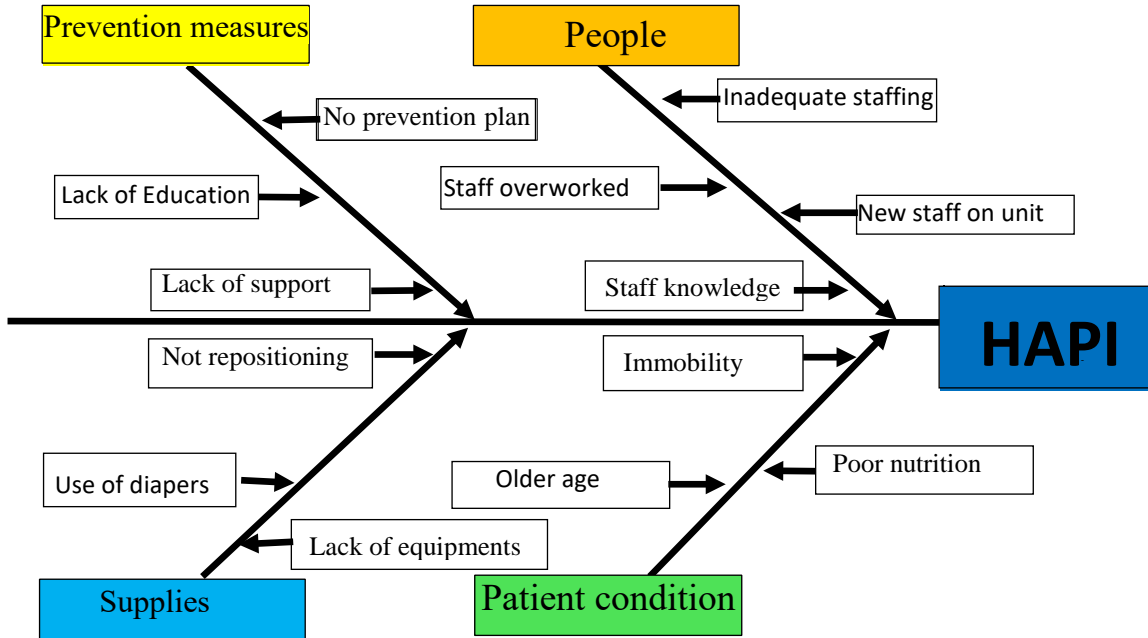 Prevention measures
People
No prevention plan
Inadequate staffing
Lack of Education
Staff overworked
New staff on unit
Lack of support
Staff knowledge
HAPI
Not repositioning
Immobility
Use of diapers
Older age
Poor nutrition
Lack of equipments
Supplies
Patient condition